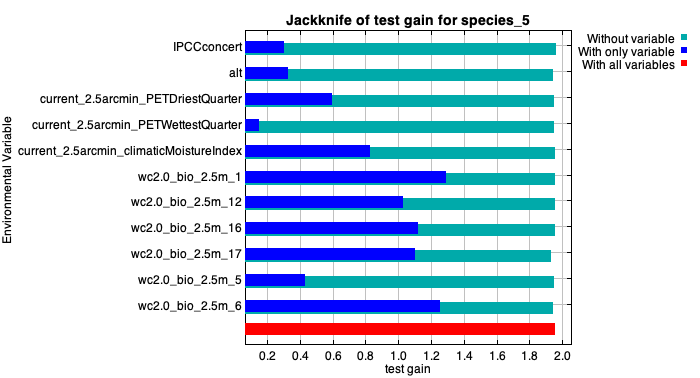 Jackknife of test gain for species_5
Without variable
With only variable
With all variables
Environmental Variable
IPCCconcert
alt
current_2.5arcmin_PETDriestQuarter
current_2.5arcmin_PETWettestQuarter
current_2.5arcmin_climaticMoistureIndex
wc2.0_bio_2.5m_1
wc2.0_bio_2.5m_12
wc2.0_bio_2.5m_16
wc2.0_bio_2.5m_17
wc2.0_bio_2.5m_5
wc2.0_bio_2.5m_6
0.2 0.4 0.6 0.8 1.0 1.2 1.4 1.6 1.8 2.0
test gain